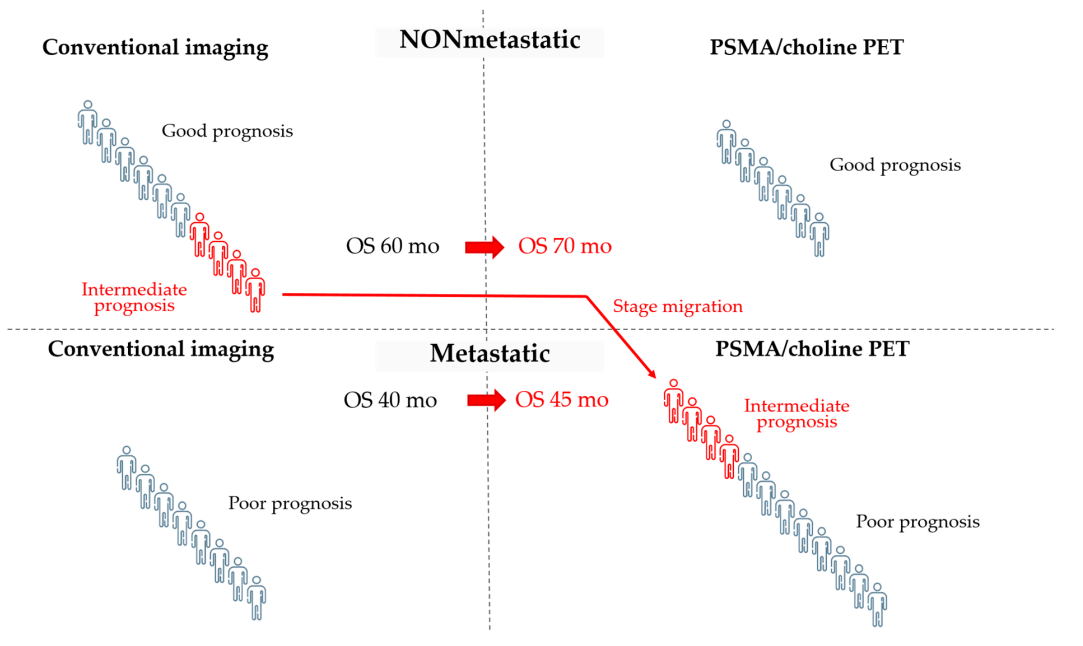 Conventional imaging
NONmetastatic
PSMA/choline PET
Good prognosis
Good prognosis
OS 60 mo
OS 70 mo
Intermediate
prognosis
Stage migration
Conventional imaging
Metastatic
PSMA/choline PET
OS 40 mo
OS 45 mo
Intermediate
prognosis
Poor prognosis
Poor prognosis